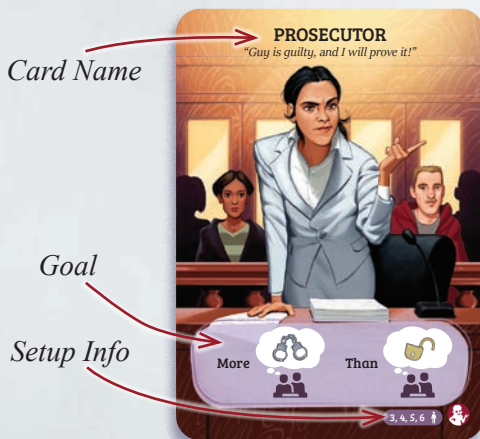 PROSECUTOR
“Guy is guilty, and I will prove it!”
Card Name
Goal
More Than
Setup Info
3, 4, 5, 6